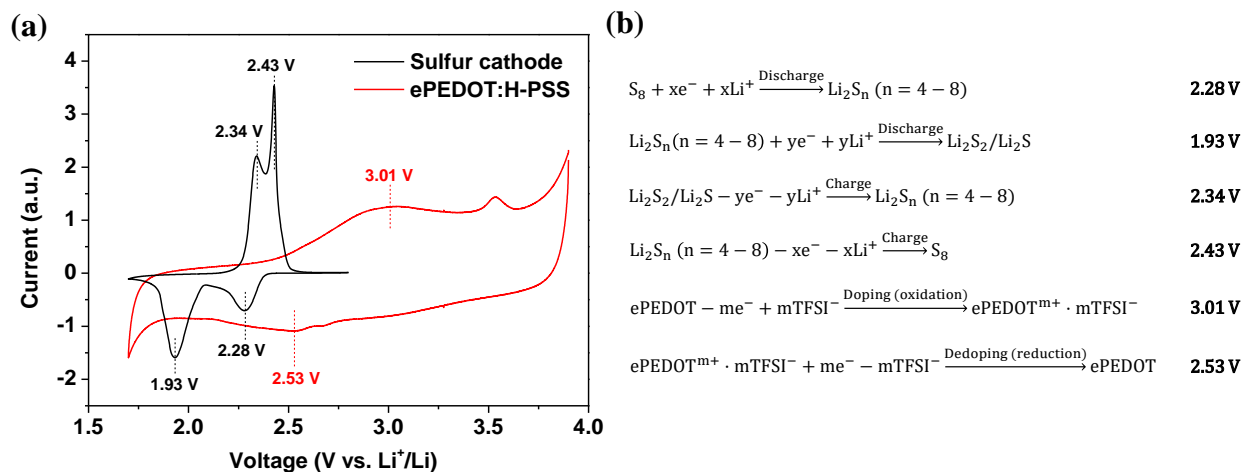 (a)
4
3
2
1
0
-1
-2
Current (a.u.)
1.5
2.0
2.5
3.0
3.5
4.0
Voltage (V vs. Li⁺/Li)
Sulfur cathode
ePEDOT:H-PSS
2.43 V
2.34 V
3.01 V
2.28 V
1.93 V
2.53 V
(b)
S₈ + xe⁻ + xLi⁺ —Discharge→ Li₂Sₙ (n = 4 − 8) 2.28 V
Li₂Sₙ(n = 4 − 8) + ye⁻ + yLi⁺ —Discharge→ Li₂S₂/Li₂S 1.93 V
Li₂S₂/Li₂S − ye⁻ − yLi⁺ —Charge→ Li₂Sₙ (n = 4 − 8) 2.34 V
Li₂Sₙ (n = 4 − 8) − xe⁻ − xLi⁺ —Charge→ S₈ 2.43 V
ePEDOT − me⁻ + mTFSI⁻ —Doping (oxidation)→ ePEDOTᵐ⁺ · mTFSI⁻ 3.01 V
ePEDOTᵐ⁺ · mTFSI⁻ + me⁻ − mTFSI⁻ —Dedoping (reduction)→ ePEDOT 2.53 V